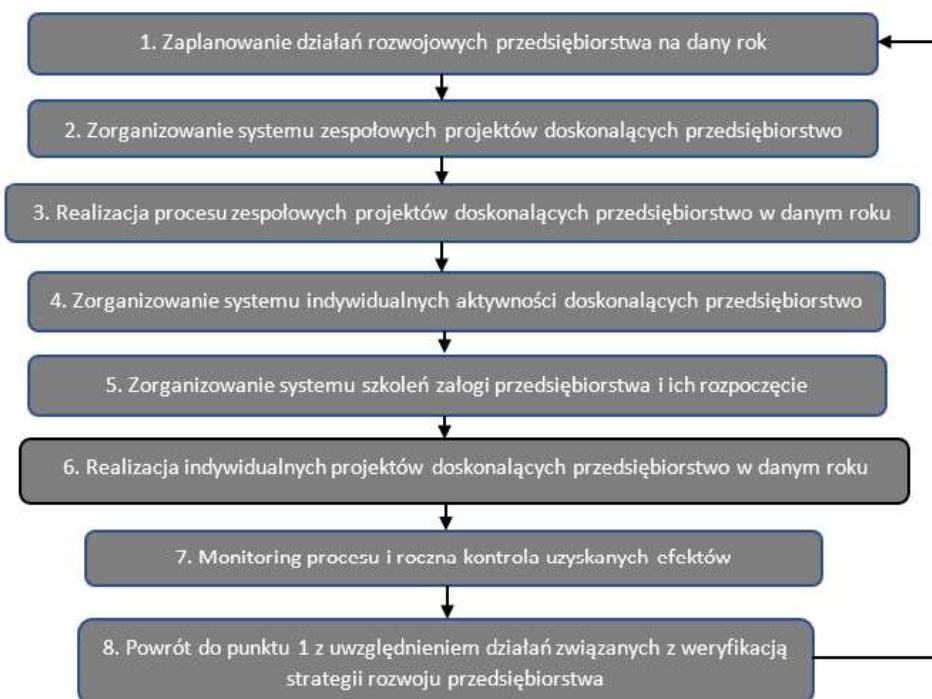 1. Zaplanowanie działań rozwojowych przedsiębiorstwa na dany rok
2. Zorganizowanie systemu zespołowych projektów doskonalących przedsiębiorstwo
3. Realizacja procesu zespołowych projektów doskonalących przedsiębiorstwo w danym roku
4. Zorganizowanie systemu indywidualnych aktywności doskonalących przedsiębiorstwo
5. Zorganizowanie systemu szkoleń załogi przedsiębiorstwa i ich rozpoczęcie
6. Realizacja indywidualnych projektów doskonalących przedsiębiorstwo w danym roku
7. Monitoring procesu i roczna kontrola uzyskanych efektów
8. Powrót do punktu 1 z uwzględnieniem działań związanych z weryfikacją
strategii rozwoju przedsiębiorstwa